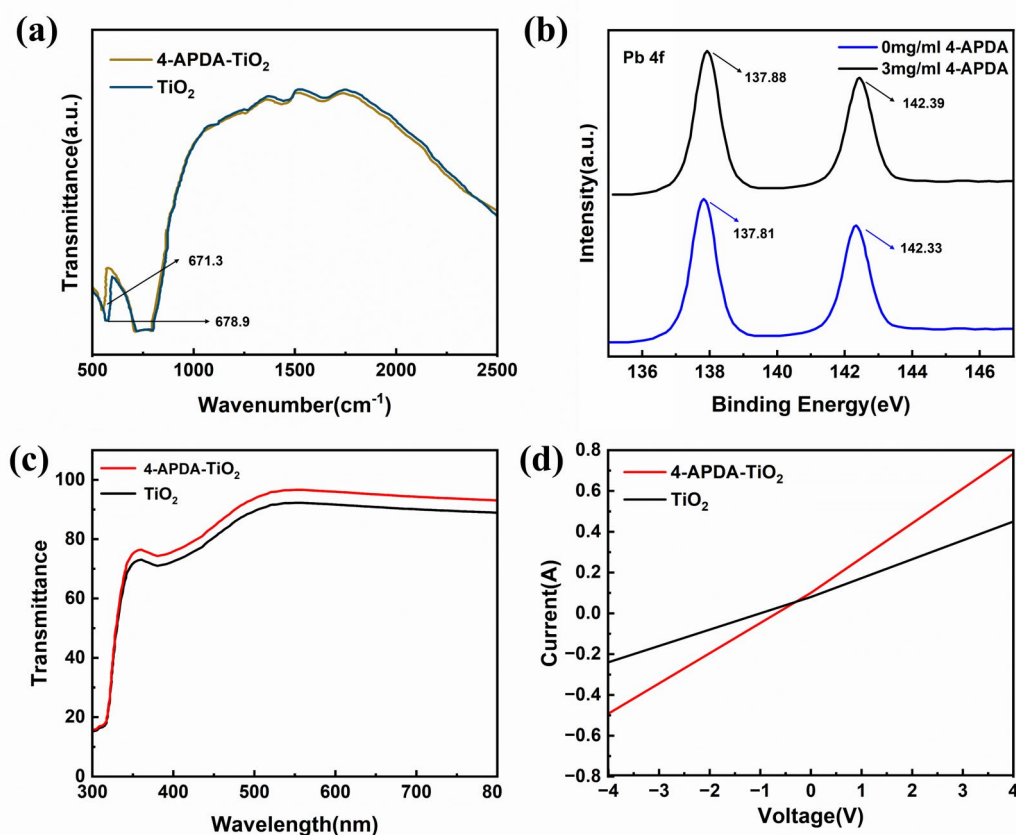 (a)
4-APDA-TiO₂
TiO₂
671.3
678.9
Transmittance(a.u.)
500 1000 1500 2000 2500
Wavenumber(cm⁻¹)
(b)
Pb 4f
0mg/ml 4-APDA
3mg/ml 4-APDA
137.88
142.39
137.81
142.33
Intensity(a.u.)
136 138 140 142 144 146
Binding Energy(eV)
(c)
4-APDA-TiO₂
TiO₂
100
80
60
40
20
0
Transmittance
300 400 500 600 700 80
Wavelength(nm)
(d)
4-APDA-TiO₂
TiO₂
0.8
0.6
0.4
0.2
0.0
−0.2
−0.4
−0.6
−0.8
Current(A)
−4 −3 −2 −1 0 1 2 3 4
Voltage(V)